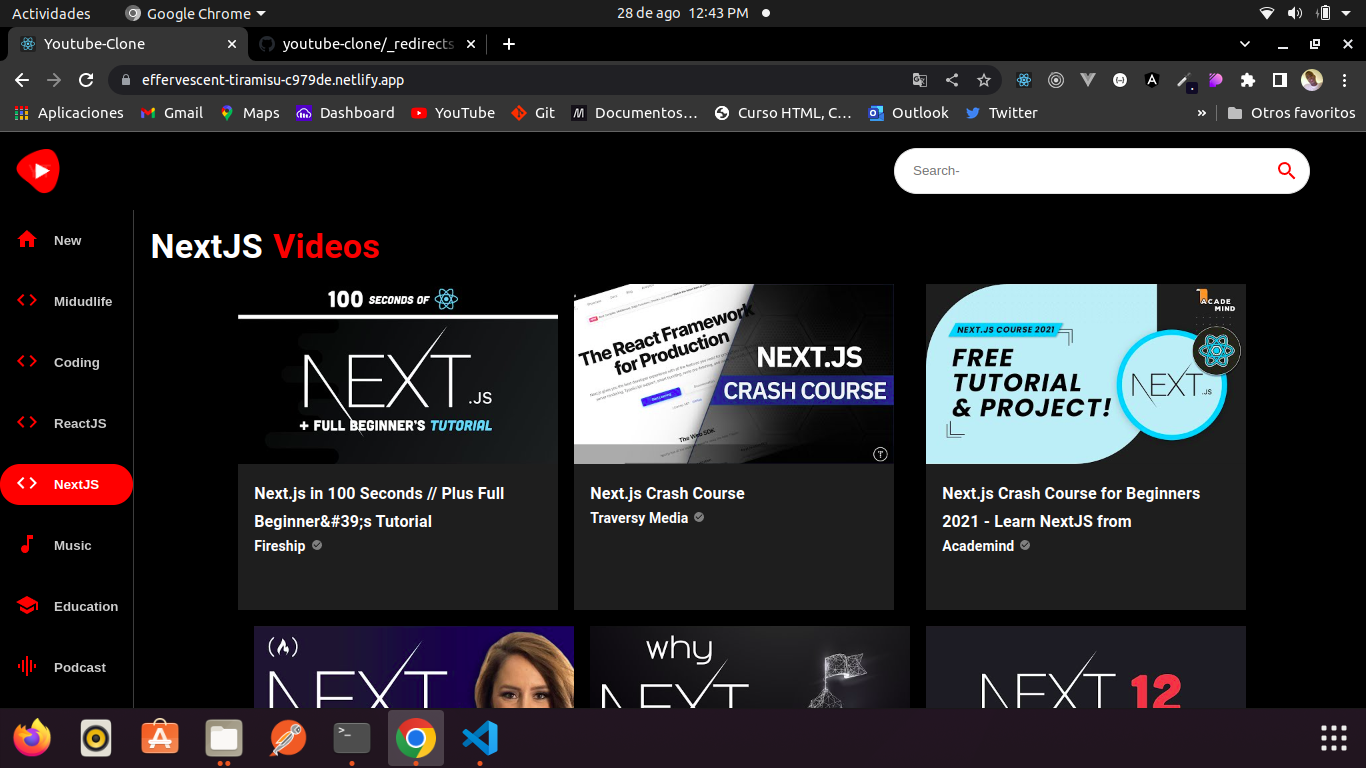 Actividades
Google Chrome
28 de ago 12:43 PM
Youtube-Clone
youtube-clone/_redirects
effervescent-tiramisu-c979de.netlify.app
Aplicaciones
Gmail
Maps
Dashboard
YouTube
Git
Documentos…
Curso HTML, C…
Outlook
Twitter
»
Otros favoritos
Search-
New
Midudlife
Coding
ReactJS
NextJS
Music
Education
Podcast
NextJS Videos
100 SECONDS OF
NEXT.JS
+ FULL BEGINNER'S TUTORIAL
Next.js in 100 Seconds // Plus Full
Beginner&#39;s Tutorial
Fireship
The React Framework
for Production
Start Learning
The Web SDK
NEXT.JS
CRASH COURSE
Next.js Crash Course
Traversy Media
ACADE
MIND
NEXT.JS COURSE 2021
FREE
TUTORIAL
& PROJECT!
NEXT.JS
Next.js Crash Course for Beginners
2021 - Learn NextJS from
Academind
NEXT
why
NEXT
NEXT 12